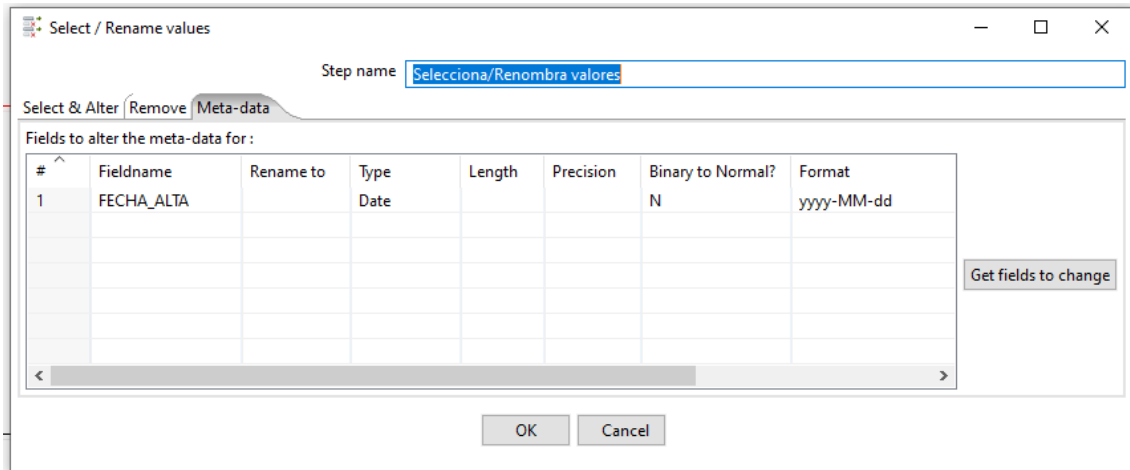 Select / Rename values
Step name Selecciona/Renombra valores
Select & Alter Remove Meta-data
Fields to alter the meta-data for :
# Fieldname Rename to Type Length Precision Binary to Normal? Format
1 FECHA_ALTA Date N yyyy-MM-dd
Get fields to change
OK Cancel